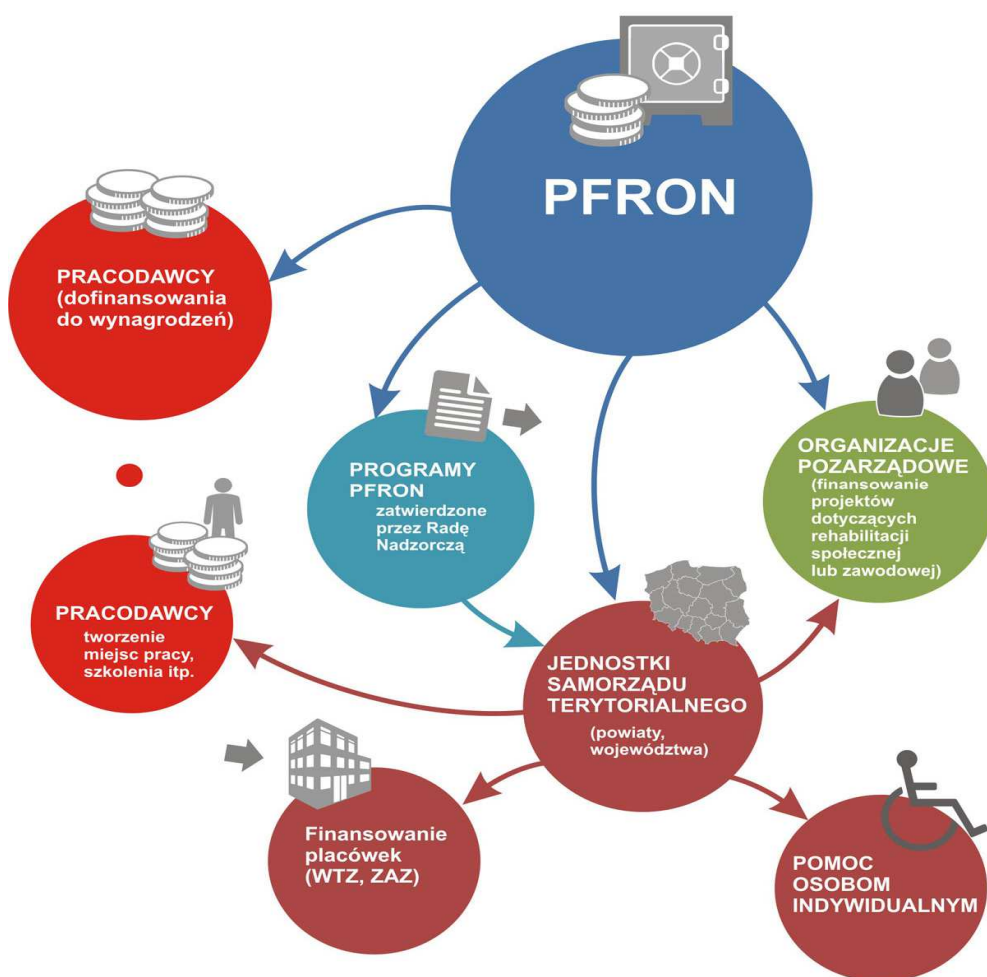 PFRON
PRACODAWCY
(dofinansowania
do wynagrodzeń)
PROGRAMY
PFRON
zatwierdzone
przez Radę
Nadzorczą
ORGANIZACJE
POZARZĄDOWE
(finansowanie
projektów
dotyczących
rehabilitacji
społecznej
lub zawodowej)
PRACODAWCY
tworzenie
miejsc pracy,
szkolenia itp.
JEDNOSTKI
SAMORZĄDU
TERYTORIALNEGO
(powiaty,
województwa)
Finansowanie
placówek
(WTZ, ZAZ)
POMOC
OSOBOM
INDYWIDUALNYM